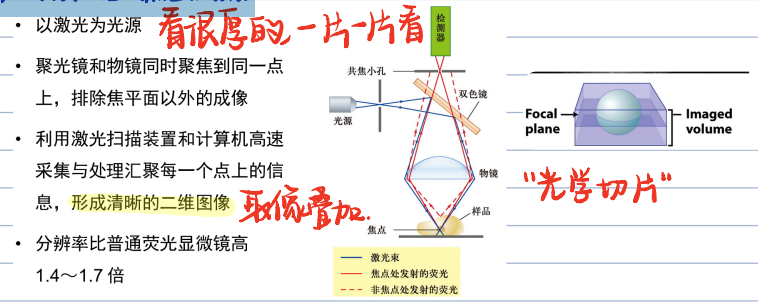 • 以激光为光源
看很厚的,一片一片看
• 聚光镜和物镜同时聚焦到同一点
上，排除焦平面以外的成像
• 利用激光扫描装置和计算机高速
采集与处理汇聚每一个点上的信
息，形成清晰的二维图像
取像叠加.
• 分辨率比普通荧光显微镜高
1.4～1.7 倍
检测器
共焦小孔
双色镜
光源
物镜
样品
焦点
激光束
焦点处发射的荧光
非焦点处发射的荧光
Focal
plane
Imaged
volume
"光学切片"